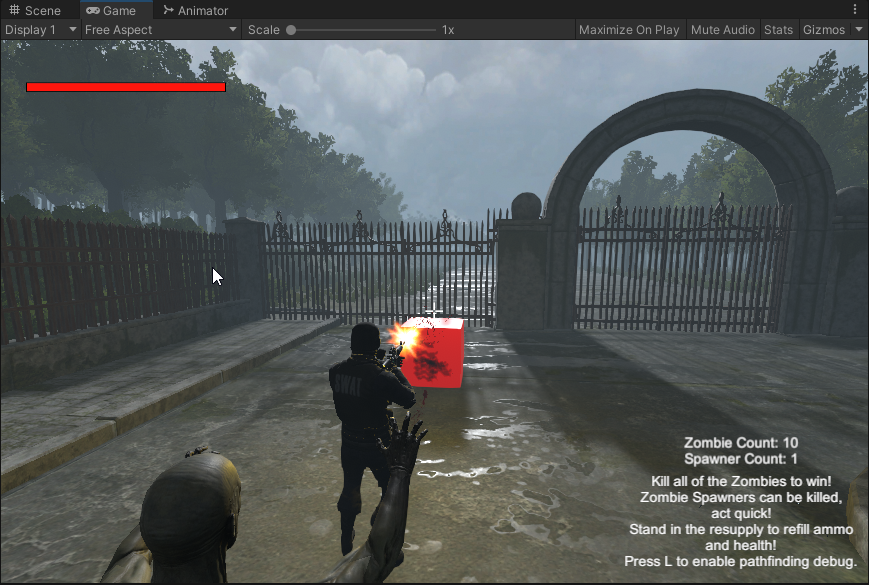 Scene
Game
Animator
Display 1
Free Aspect
Scale
1x
Maximize On Play
Mute Audio
Stats
Gizmos
SWAT
Zombie Count: 10
Spawner Count: 1
Kill all of the Zombies to win!
Zombie Spawners can be killed,
act quick!
Stand in the resupply to refill ammo
and health!
Press L to enable pathfinding debug.